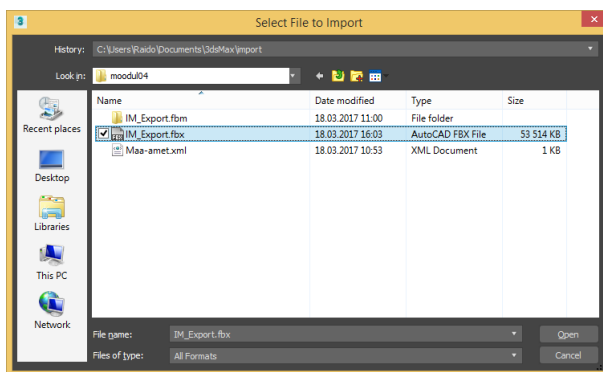 3 Select File to Import ×
History: C:\Users\Raido\Documents\3dsMax\import
Look in: moodul04
Name Date modified Type Size
IM_Export.fbm 18.03.2017 11:00 File folder
IM_Export.fbx 18.03.2017 16:03 AutoCAD FBX File 53 514 KB
Maa-amet.xml 18.03.2017 10:53 XML Document 1 KB
Recent places
Desktop
Libraries
This PC
Network
File name: IM_Export.fbx Open
Files of type: All Formats Cancel